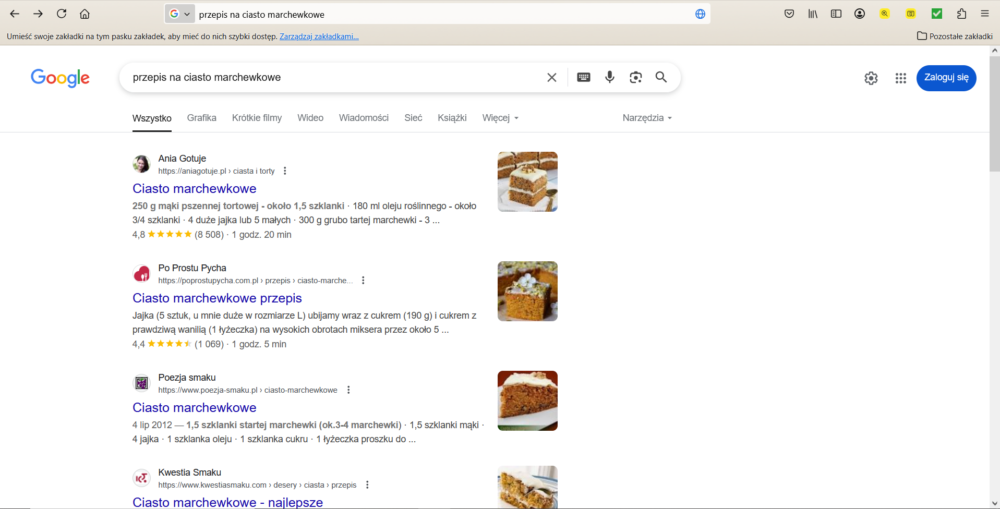 przepis na ciasto marchewkowe
Umieść swoje zakładki na tym pasku zakładek, aby mieć do nich szybki dostęp. Zarządzaj zakładkami...
Pozostałe zakładki
Google
przepis na ciasto marchewkowe
Zaloguj się
Wszystko Grafika Krótkie filmy Wideo Wiadomości Sieć Książki Więcej Narzędzia
Ania Gotuje
https://aniagotuje.pl › ciasta i torty
Ciasto marchewkowe
250 g mąki pszennej tortowej - około 1,5 szklanki · 180 ml oleju roślinnego - około
3/4 szklanki · 4 duże jajka lub 5 małych · 300 g grubo tartej marchewki - 3 ...
4,8 (8 508) · 1 godz. 20 min
Po Prostu Pycha
https://poprostupycha.com.pl › przepis › ciasto-marche...
Ciasto marchewkowe przepis
Jajka (5 sztuk, u mnie duże w rozmiarze L) ubijamy wraz z cukrem (190 g) i cukrem z
prawdziwą wanilią (1 łyżeczka) na wysokich obrotach miksera przez około 5 ...
4,4 (1 069) · 1 godz. 5 min
Poezja smaku
https://www.poezja-smaku.pl › ciasto-marchewkowe
Ciasto marchewkowe
4 lip 2012 — 1,5 szklanki startej marchewki (ok.3-4 marchewki) · 1,5 szklanki mąki ·
4 jajka · 1 szklanka oleju · 1 szklanka cukru · 1 łyżeczka proszku do ...
Kwestia Smaku
https://www.kwestiasmaku.com › desery › ciasta › przepis
Ciasto marchewkowe - najlepsze